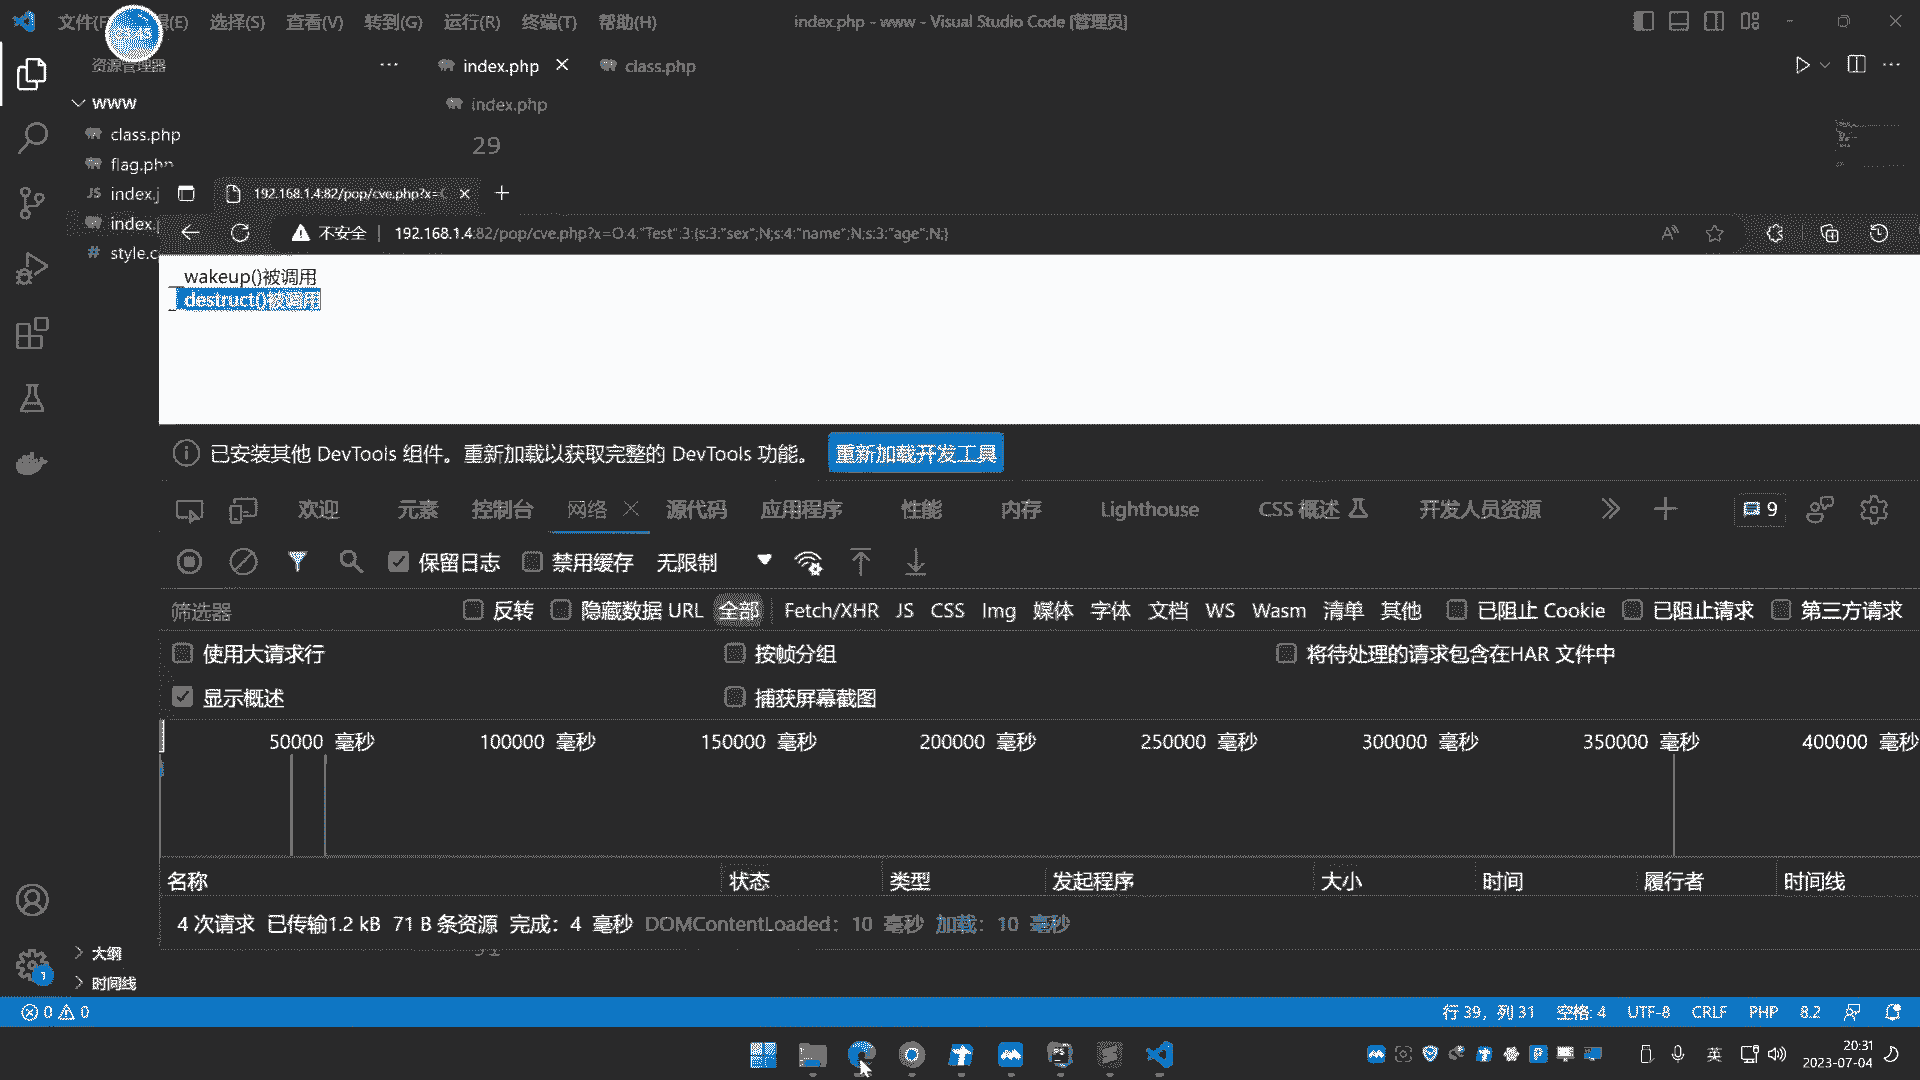 选择(S) 查看(V) 转到(G) 运行(R) 终端(T) 帮助(H)
index.php - www - Visual Studio Code [管理员]
资源管理器
index.php
class.php
WWW
index.php
class.php
29
flag.php
JS index.j
192.168.1.4:82/pop/cve.php?x=
index.
不安全
192.168.1.4:82/pop/cve.php?x=O:4:"Test":3:{s:3:"sex";N;s:4:"name";N;s:3:"age";N;}
# style.c
__wakeup()被调用
__destruct()被调用
已安装其他 DevTools 组件。重新加载以获取完整的 DevTools 功能。 重新加载开发工具
欢迎 元素 控制台 网络 源代码 应用程序 性能 内存 Lighthouse CSS 概述 开发人员资源 9
保留日志 禁用缓存 无限制
筛选器 反转 隐藏数据 URL 全部 Fetch/XHR JS CSS Img 媒体 字体 文档 WS Wasm 清单 其他 已阻止 Cookie 已阻止请求 第三方请求
使用大请求行 按帧分组 将待处理的请求包含在HAR 文件中
显示概述 捕获屏幕截图
50000 毫秒 100000 毫秒 150000 毫秒 200000 毫秒 250000 毫秒 300000 毫秒 350000 毫秒 400000 毫秒
名称 状态 类型 发起程序 大小 时间 履行者 时间线
4 次请求 已传输1.2 kB 71 B 条资源 完成: 4 毫秒 DOMContentLoaded: 10 毫秒 加载: 10 毫秒
大纲
1
时间线
0 0 行 39, 列 31 空格: 4 UTF-8 CRLF PHP 8.2
英 20:31
2023-07-04